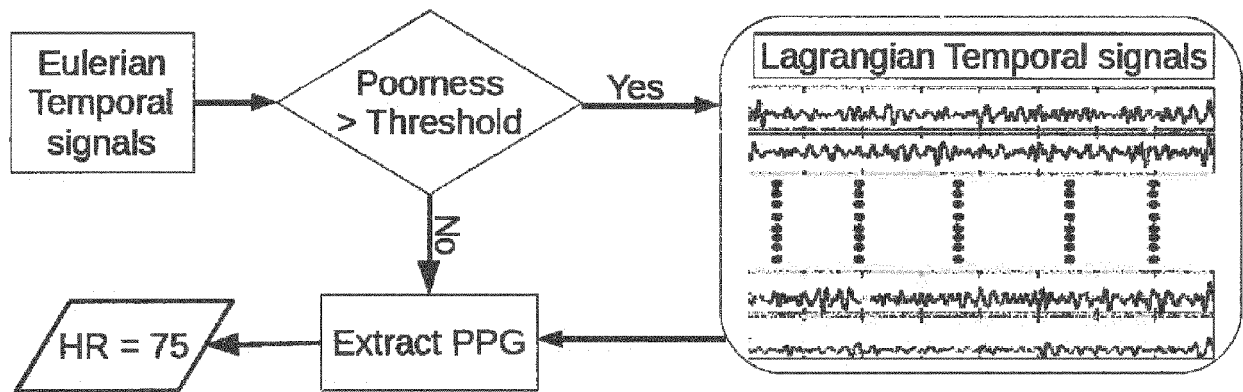 Eulerian
Temporal
signals
Poorness
> Threshold
Yes
Lagrangian Temporal signals
No
Extract PPG
HR = 75